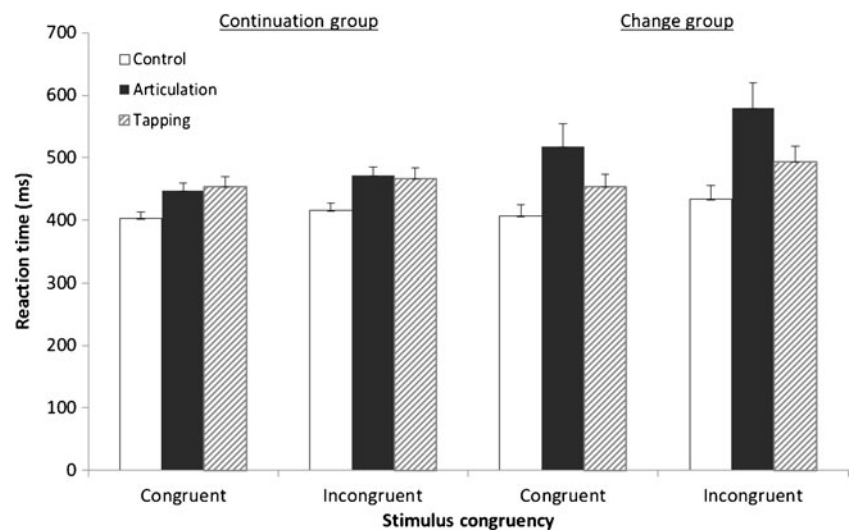 700
600
500
400
300
200
100
0
Reaction time (ms)
Continuation group
Change group
Control
Articulation
Tapping
Congruent
Incongruent
Congruent
Incongruent
Stimulus congruency